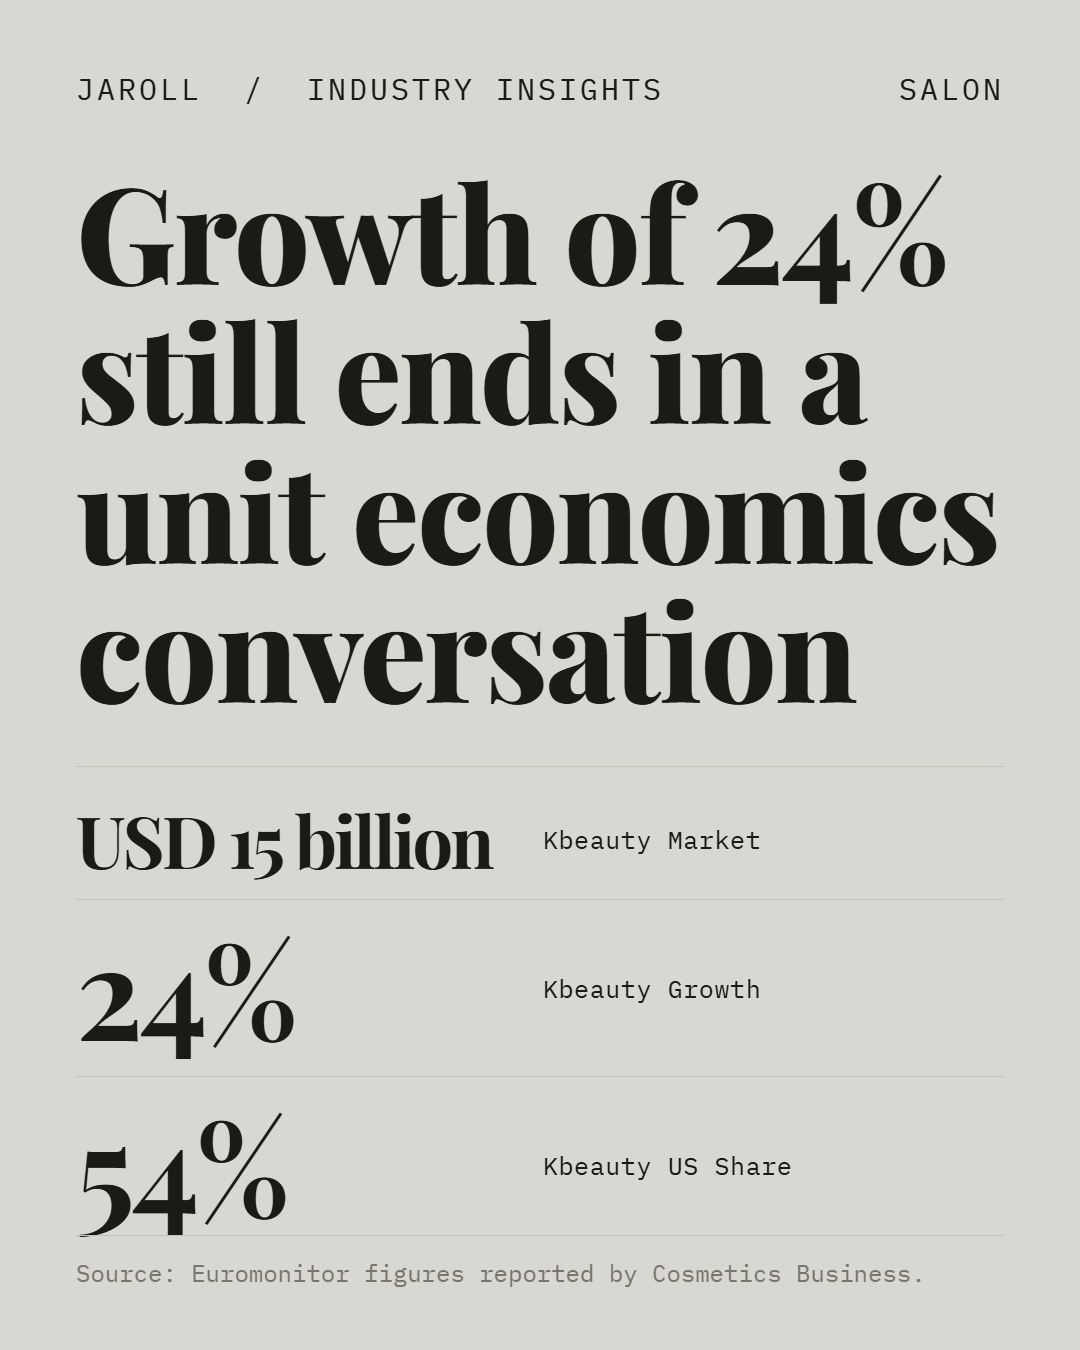 JAROLL / INDUSTRY INSIGHTS SALON
Growth of 24%
still ends in a
unit economics
conversation
USD 15 billion Kbeauty Market
24% Kbeauty Growth
54% Kbeauty US Share
Source: Euromonitor figures reported by Cosmetics Business.